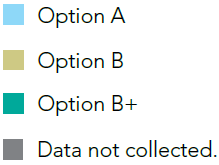 Option A
Option B
Option B+
Data not collected.